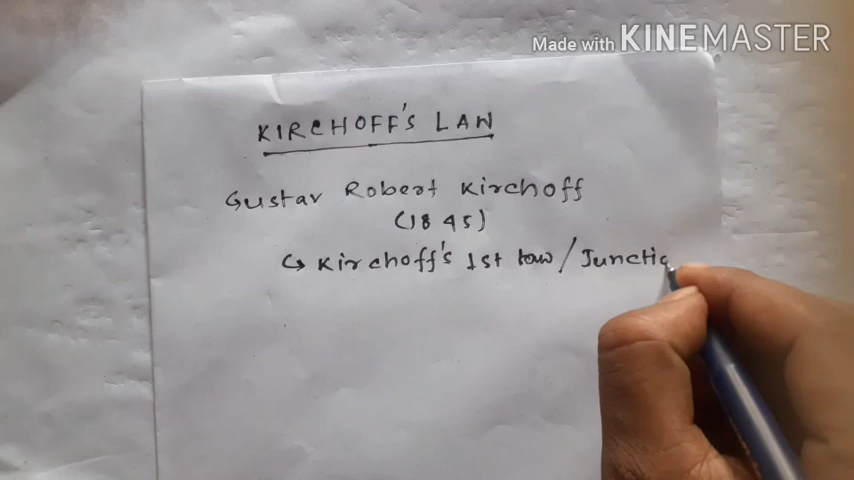 Made with KINEMASTER
KIRCHOFF'S LAW
Gustav Robert Kirchoff
(1845)
↳ Kirchoff's 1st law / Junctio